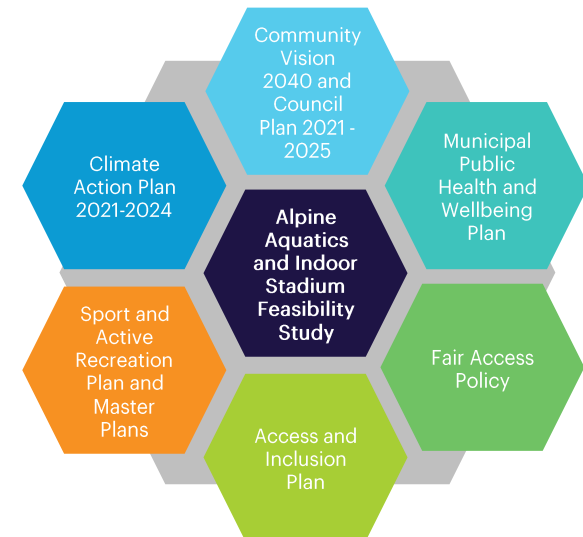 Community
Vision
2040 and
Council
Plan 2021 -
2025
Climate
Action Plan
2021-2024
Municipal
Public
Health and
Wellbeing
Plan
Alpine
Aquatics
and Indoor
Stadium
Feasibility
Study
Sport and
Active
Recreation
Plan and
Master
Plans
Fair Access
Policy
Access and
Inclusion
Plan